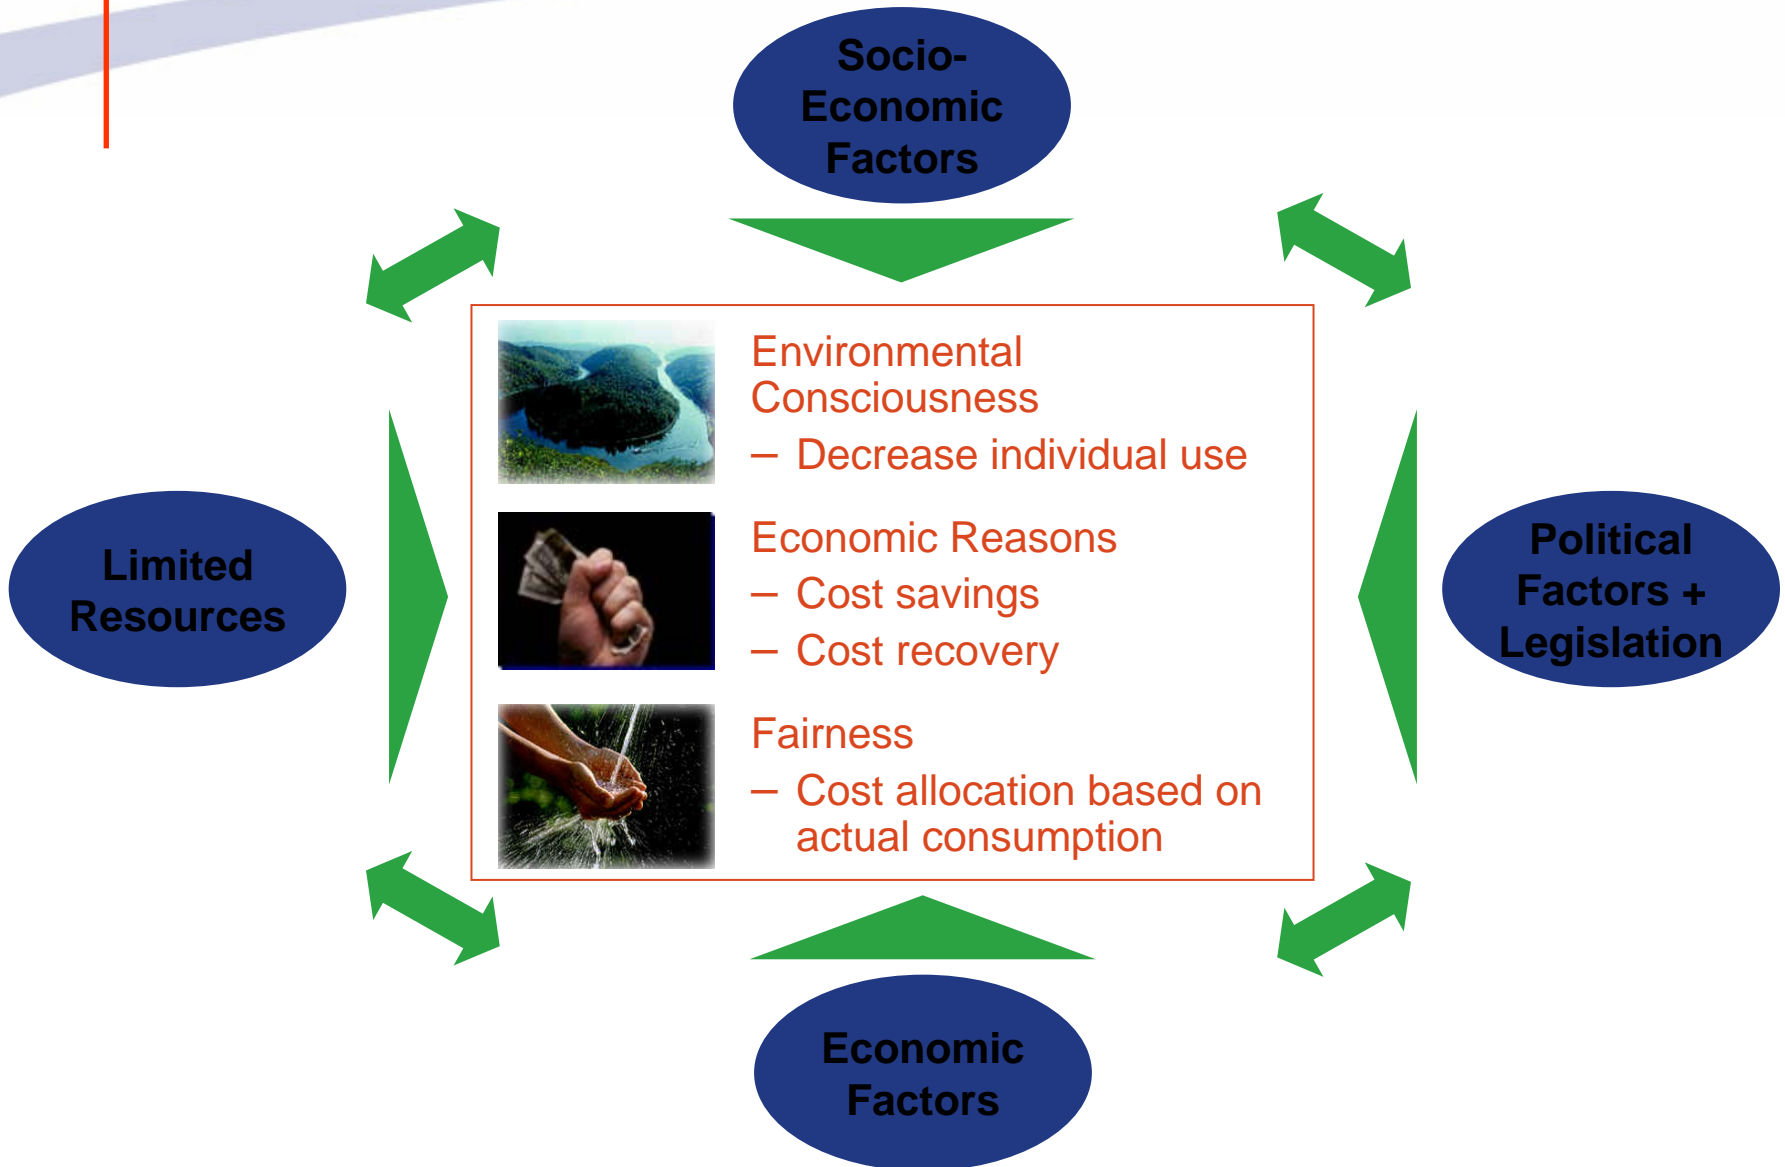 Socio-
Economic
Factors
Environmental
Consciousness
– Decrease individual use
Limited
Resources
Economic Reasons
– Cost savings
– Cost recovery
Political
Factors +
Legislation
Fairness
– Cost allocation based on
actual consumption
Economic
Factors